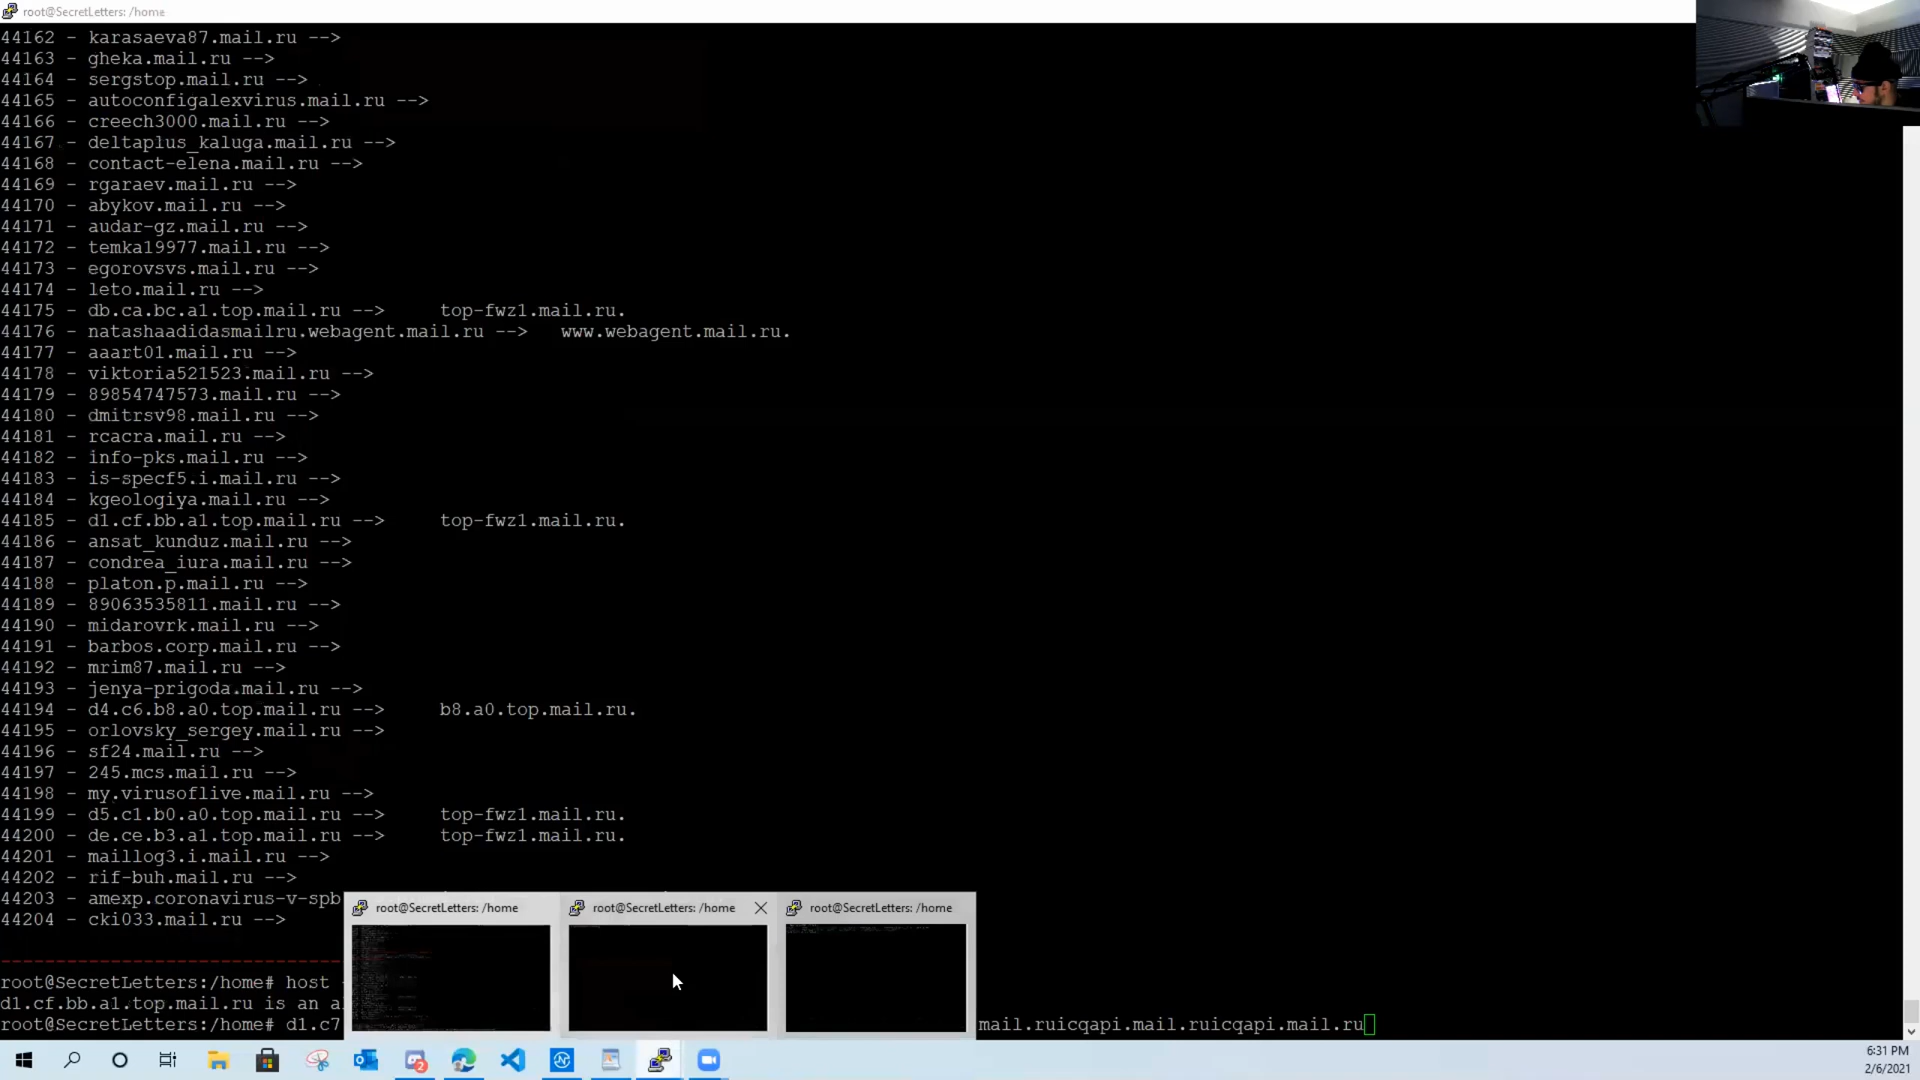 root@SecretLetters: /home
44162 - karasaeva87.mail.ru -->
44163 - gheka.mail.ru -->
44164 - sergstop.mail.ru -->
44165 - autoconfigalexvirus.mail.ru -->
44166 - creech3000.mail.ru -->
44167 - deltaplus_kaluga.mail.ru -->
44168 - contact-elena.mail.ru -->
44169 - rgaraev.mail.ru -->
44170 - abykov.mail.ru -->
44171 - audar-gz.mail.ru -->
44172 - temka19977.mail.ru -->
44173 - egorovsvs.mail.ru -->
44174 - leto.mail.ru -->
44175 - db.ca.bc.a1.top.mail.ru --> top-fwz1.mail.ru.
44176 - natashaadidasmailru.webagent.mail.ru --> www.webagent.mail.ru.
44177 - aaart01.mail.ru -->
44178 - viktoria521523.mail.ru -->
44179 - 89854747573.mail.ru -->
44180 - dmitrsv98.mail.ru -->
44181 - rcacra.mail.ru -->
44182 - info-pks.mail.ru -->
44183 - is-specf5.i.mail.ru -->
44184 - kgeologiya.mail.ru -->
44185 - d1.cf.bb.a1.top.mail.ru --> top-fwz1.mail.ru.
44186 - ansat_kunduz.mail.ru -->
44187 - condrea_iura.mail.ru -->
44188 - platon.p.mail.ru -->
44189 - 89063535811.mail.ru -->
44190 - midarovrk.mail.ru -->
44191 - barbos.corp.mail.ru -->
44192 - mrim87.mail.ru -->
44193 - jenya-prigoda.mail.ru -->
44194 - d4.c6.b8.a0.top.mail.ru --> b8.a0.top.mail.ru.
44195 - orlovsky_sergey.mail.ru -->
44196 - sf24.mail.ru -->
44197 - 245.mcs.mail.ru -->
44198 - my.virusoflive.mail.ru -->
44199 - d5.c1.b0.a0.top.mail.ru --> top-fwz1.mail.ru.
44200 - de.ce.b3.a1.top.mail.ru --> top-fwz1.mail.ru.
44201 - maillog3.i.mail.ru -->
44202 - rif-buh.mail.ru -->
44203 - amexp.coronavirus-v-spb
44204 - cki033.mail.ru -->
root@SecretLetters: /home root@SecretLetters: /home root@SecretLetters: /home
root@SecretLetters:/home# host
d1.cf.bb.a1.top.mail.ru is an a
root@SecretLetters:/home# d1.c7 mail.ruicqapi.mail.ruicqapi.mail.ru
6:31 PM
2/6/2021